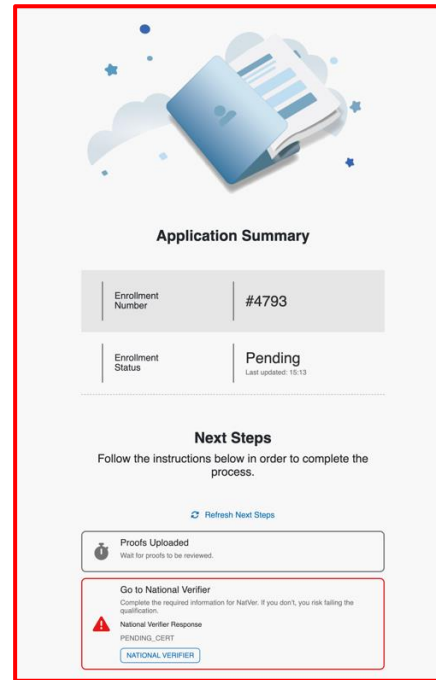 Application Summary
Enrollment
Number
#4793
Enrollment
Status
Pending
Last updated: 15:13
Next Steps
Follow the instructions below in order to complete the
process.
Refresh Next Steps
Proofs Uploaded
Wait for proofs to be reviewed.
Go to National Verifier
Complete the required information for NatVer. If you don't, you risk failing the
qualification.
National Verifier Response
PENDING_CERT
NATIONAL VERIFIER